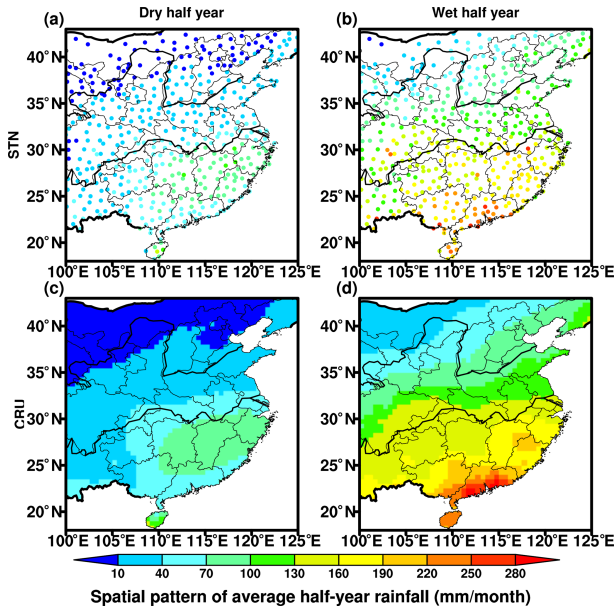 Dry half year
Wet half year
(a)
(b)
40°N
35°N
30°N
25°N
20°N
STN
100°E 105°E 110°E 115°E 120°E 125°E
40°N
35°N
30°N
25°N
20°N
100°E 105°E 110°E 115°E 120°E 125°E
(c)
(d)
40°N
35°N
30°N
25°N
20°N
CRU
100°E 105°E 110°E 115°E 120°E 125°E
40°N
35°N
30°N
25°N
20°N
100°E 105°E 110°E 115°E 120°E 125°E
10 40 70 100 130 160 190 220 250 280
Spatial pattern of average half-year rainfall (mm/month)